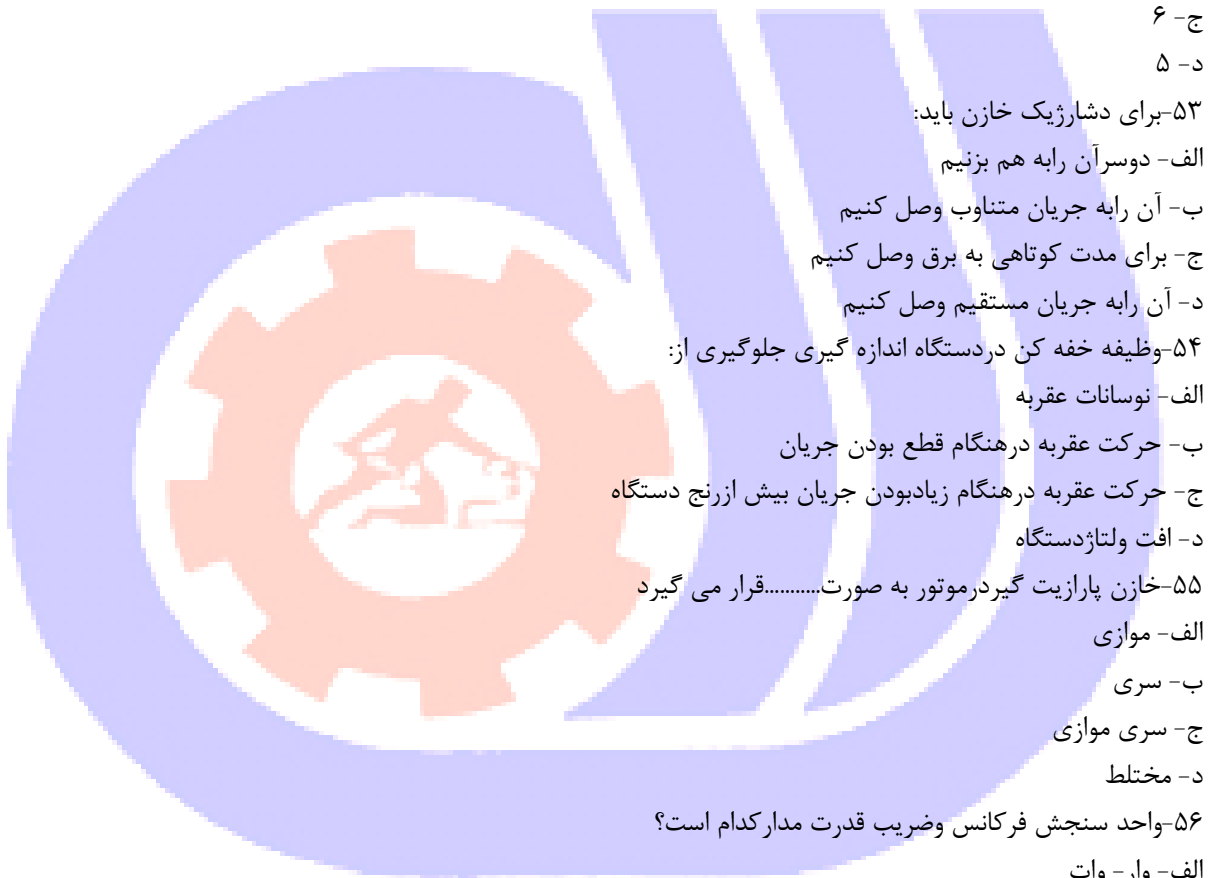 ج- ۶
د- ۵
۵۳-برای دشارژیک خازن باید:
الف- دوسرآن رابه هم بزنیم
ب- آن رابه جریان متناوب وصل کنیم
ج- برای مدت کوتاهی به برق وصل کنیم
د- آن رابه جریان مستقیم وصل کنیم
۵۴-وظیفه خفه کن دردستگاه اندازه گیری جلوگیری از:
الف- نوسانات عقربه
ب- حرکت عقربه درهنگام قطع بودن جریان
ج- حرکت عقربه درهنگام زیادبودن جریان بیش ازرنج دستگاه
د- افت ولتاژدستگاه
۵۵-خازن پارازیت گیردرموتور به صورت...........قرار می گیرد
الف- موازی
ب- سری
ج- سری موازی
د- مختلط
۵۶-واحد سنجش فرکانس وضریب قدرت مدارکدام است؟
الف- وار- وات